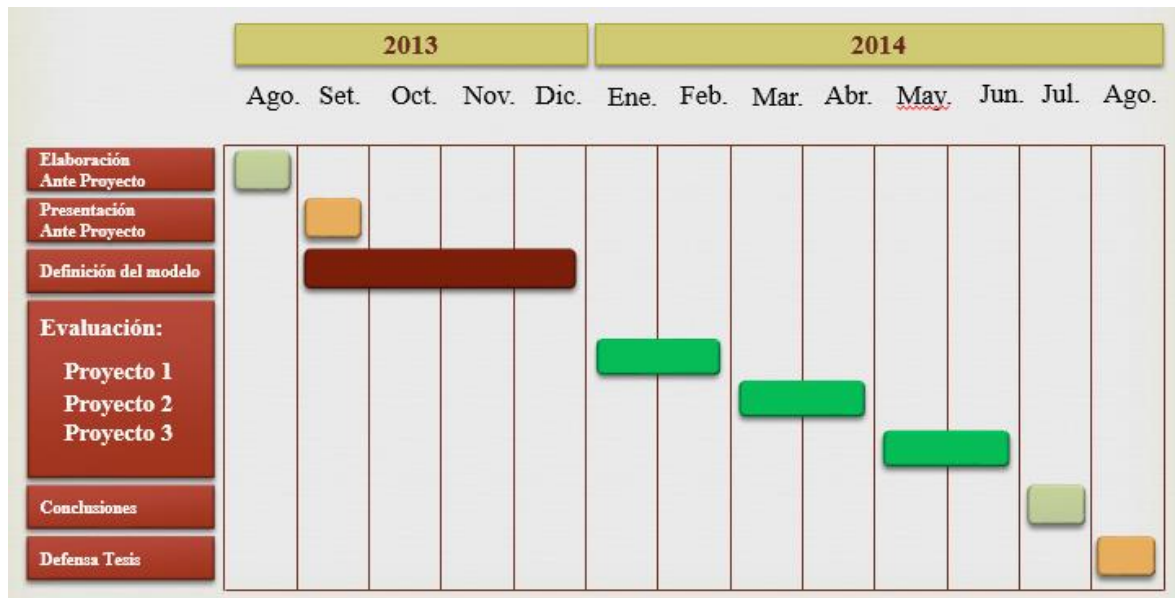 2013 2014
Ago. Set. Oct. Nov. Dic. Ene. Feb. Mar. Abr. May. Jun. Jul. Ago.
Elaboración
Ante Proyecto
Presentación
Ante Proyecto
Definición del modelo
Evaluación:
Proyecto 1
Proyecto 2
Proyecto 3
Conclusiones
Defensa Tesis